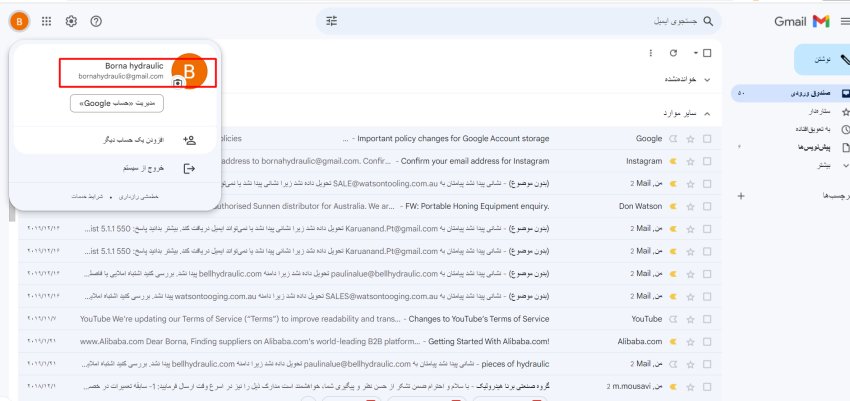 Gmail
جستجوی ایمیل
B
نوشتن
صندوق ورودی
۵۰
ستاره‌دار
به تعویق‌افتاده
پیش‌نویس‌ها
۶
بیشتر
برچسب‌ها
Borna hydraulic
bornahydraulic@gmail.com
B
مدیریت «حساب Google»
افزودن یک حساب دیگر
خروج از سیستم
خط‌مشی رازداری • شرایط خدمات
خوانده‌نشده
سایر موارد
Google
Important policy changes for Google Account storage - ...
olicies
Instagram
Confirm your email address for Instagram - address to bornahydraulic@gmail.com. Confir...
من, Mail 2
(بدون موضوع) - نشانی پیدا نشد پیامتان به SALE@watsontooling.com.au تحویل داده نشد زیرا نشانی پیدا نشد یا نمی‌توا
Don Watson
FW: Portable Honing Equipment enquiry. - uthorised Sunnen distributor for Australia. We ar...
من, Mail 2
(بدون موضوع) - نشانی پیدا نشد پیامتان به Karuanand.Pt@gmail.com تحویل داده نشد زیرا نشانی پیدا نشد یا نمی‌تواند ایمیل دریافت کند. بیشتر بدانید پاسخ: 550 5.1.1 ist...
۲۰۱۹/۱۲/۱۶
من, Mail 2
(بدون موضوع) - نشانی پیدا نشد پیامتان به Karuanand.Pt@gmail.com تحویل داده نشد زیرا نشانی پیدا نشد یا نمی‌تواند ایمیل دریافت کند. بیشتر بدانید پاسخ: 550 5.1.1 ist...
۲۰۱۹/۱۲/۱۶
من, Mail 2
(بدون موضوع) - نشانی پیدا نشد پیامتان به paulinalue@bellhydraulic.com تحویل داده نشد زیرا دامنه bellhydraulic.com پیدا نشد. بررسی کنید اشتباه املایی یا فاصله...
۲۰۱۹/۱۲/۱۶
من, Mail 2
(بدون موضوع) - نشانی پیدا نشد پیامتان به SALES@watsontooging.com.au تحویل داده نشد زیرا دامنه watsontooging.com.au پیدا نشد. بررسی کنید اشتباه املایی...
۲۰۱۹/۱۲/۱۶
YouTube
Changes to YouTube's Terms of Service - YouTube We're updating our Terms of Service ("Terms") to improve readability and trans...
۲۰۱۹/۱۱/۷
Alibaba.com
Getting Started With Alibaba.com! - www.Alibaba.com Dear Borna, Finding suppliers on Alibaba.com's world-leading B2B platform...
۲۰۱۹/۱/۲۱
من, Mail 2
pieces of hydraulic - نشانی پیدا نشد پیامتان به paulinalue@bellhydraulic.com تحویل داده نشد زیرا دامنه bellhydraulic.com پیدا نشد. بررسی کنید اشتباه املایی...
۲۰۱۹/۱/۲۱
من, m.mousavi 2
گروه صنعتی برنا هیدرولیک - با سلام و احترام ضمن تشکر از حسن نظر و پیگیری شما، خواهشمند است مدارک ذیل را نیز در اسرع وقت ارسال فرمایید: 1- سابقه تعمیرات در خصـ...
۲۰۱۸/۱۲/۱